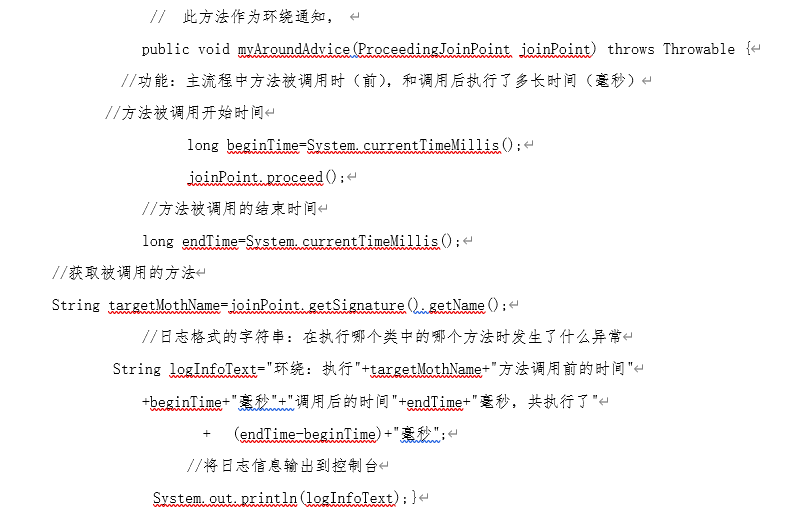 // 此方法作为环绕通知，
public void myAroundAdvice(ProceedingJoinPoint joinPoint) throws Throwable {
//功能：主流程中方法被调用时（前），和调用后执行了多长时间（毫秒）
//方法被调用开始时间
long beginTime=System.currentTimeMillis();
joinPoint.proceed();
//方法被调用的结束时间
long endTime=System.currentTimeMillis();
//获取被调用的方法
String targetMothName=joinPoint.getSignature().getName();
//日志格式的字符串：在执行哪个类中的哪个方法时发生了什么异常
String logInfoText="环绕：执行"+targetMothName+"方法调用前的时间"
+beginTime+"毫秒"+"调用后的时间"+endTime+"毫秒，共执行了"
+ (endTime-beginTime)+"毫秒";
//将日志信息输出到控制台
System.out.println(logInfoText);}